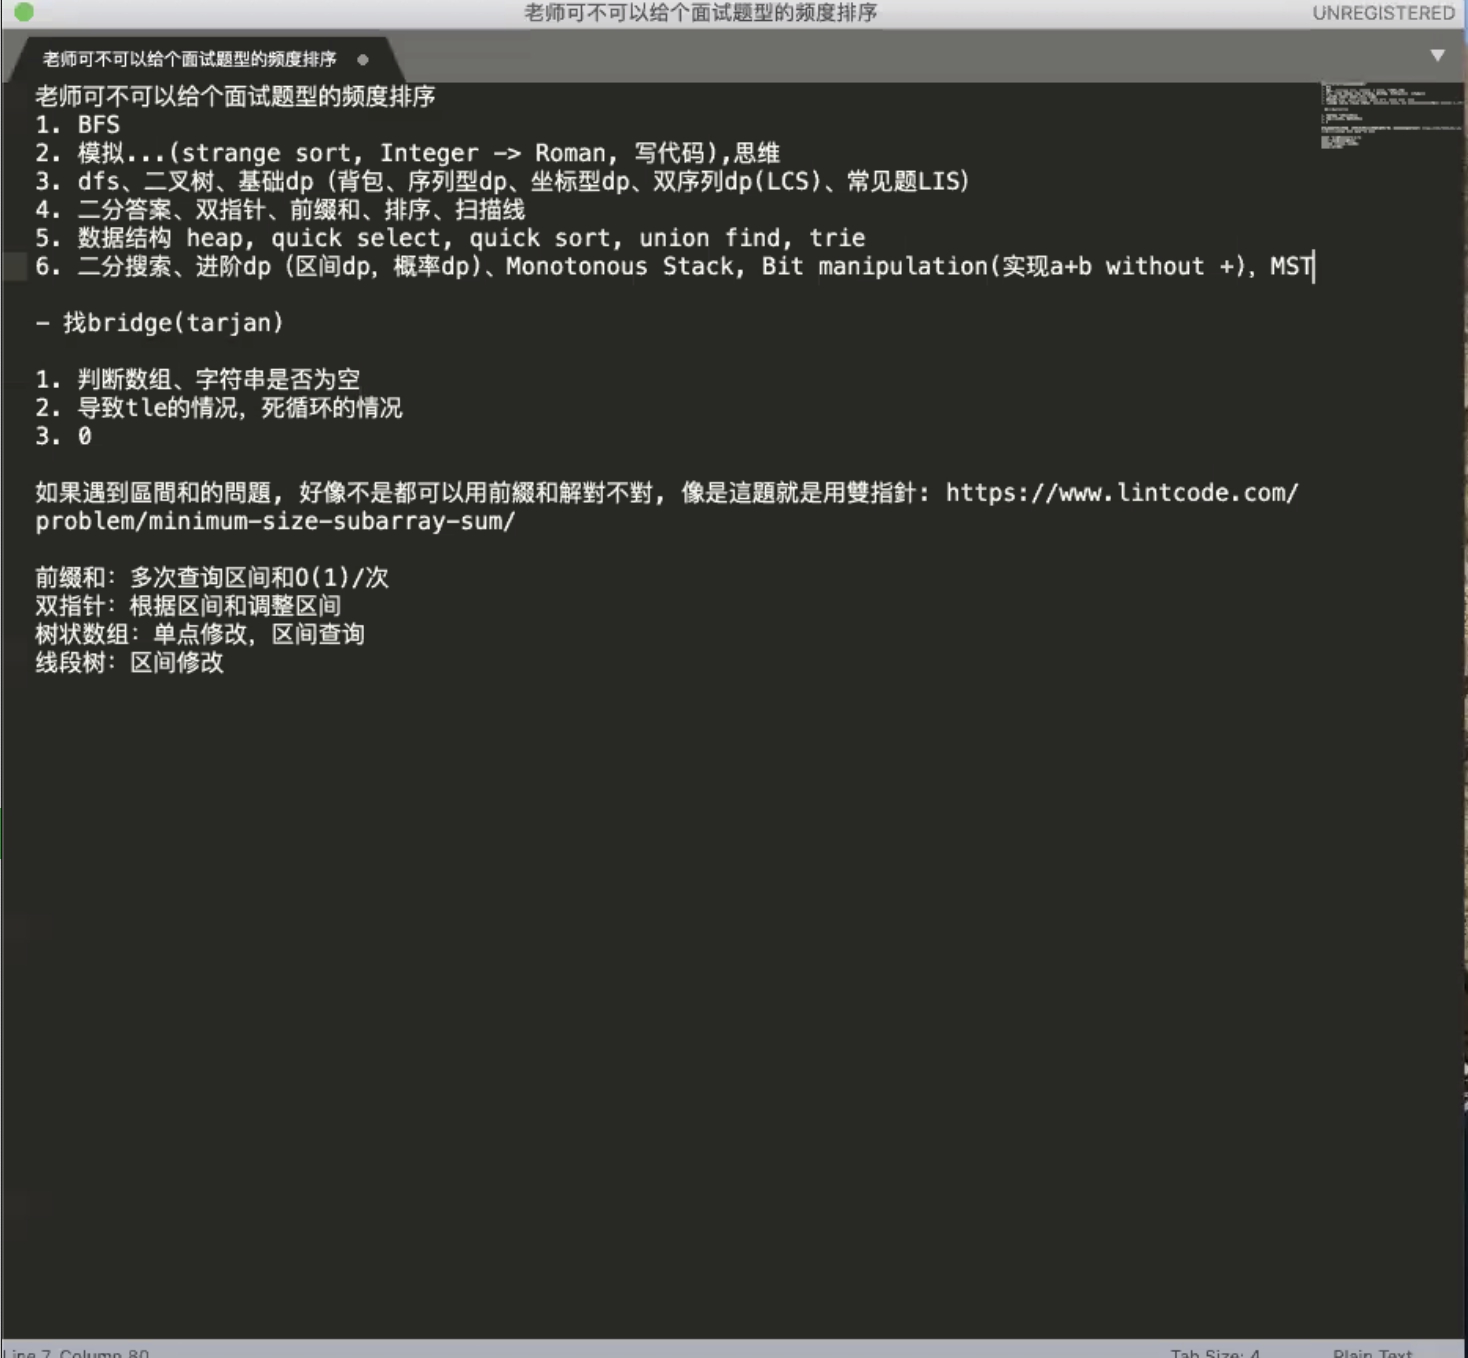 老师可不可以给个面试题型的频度排序
UNREGISTERED
老师可不可以给个面试题型的频度排序
老师可不可以给个面试题型的频度排序
1. BFS
2. 模拟...(strange sort, Integer -> Roman, 写代码),思维
3. dfs、二叉树、基础dp（背包、序列型dp、坐标型dp、双序列dp(LCS)、常见题LIS）
4. 二分答案、双指针、前缀和、排序、扫描线
5. 数据结构 heap, quick select, quick sort, union find, trie
6. 二分搜索、进阶dp（区间dp，概率dp）、Monotonous Stack, Bit manipulation(实现a+b without +), MST
- 找bridge(tarjan)
1. 判断数组、字符串是否为空
2. 导致tle的情况，死循环的情况
3. 0
如果遇到區間和的問題, 好像不是都可以用前綴和解對不對, 像是這題就是用雙指針: https://www.lintcode.com/
problem/minimum-size-subarray-sum/
前缀和：多次查询区间和O(1)/次
双指针：根据区间和调整区间
树状数组：单点修改，区间查询
线段树：区间修改
Line 7, Column 80
Tab Size: 4
Plain Text